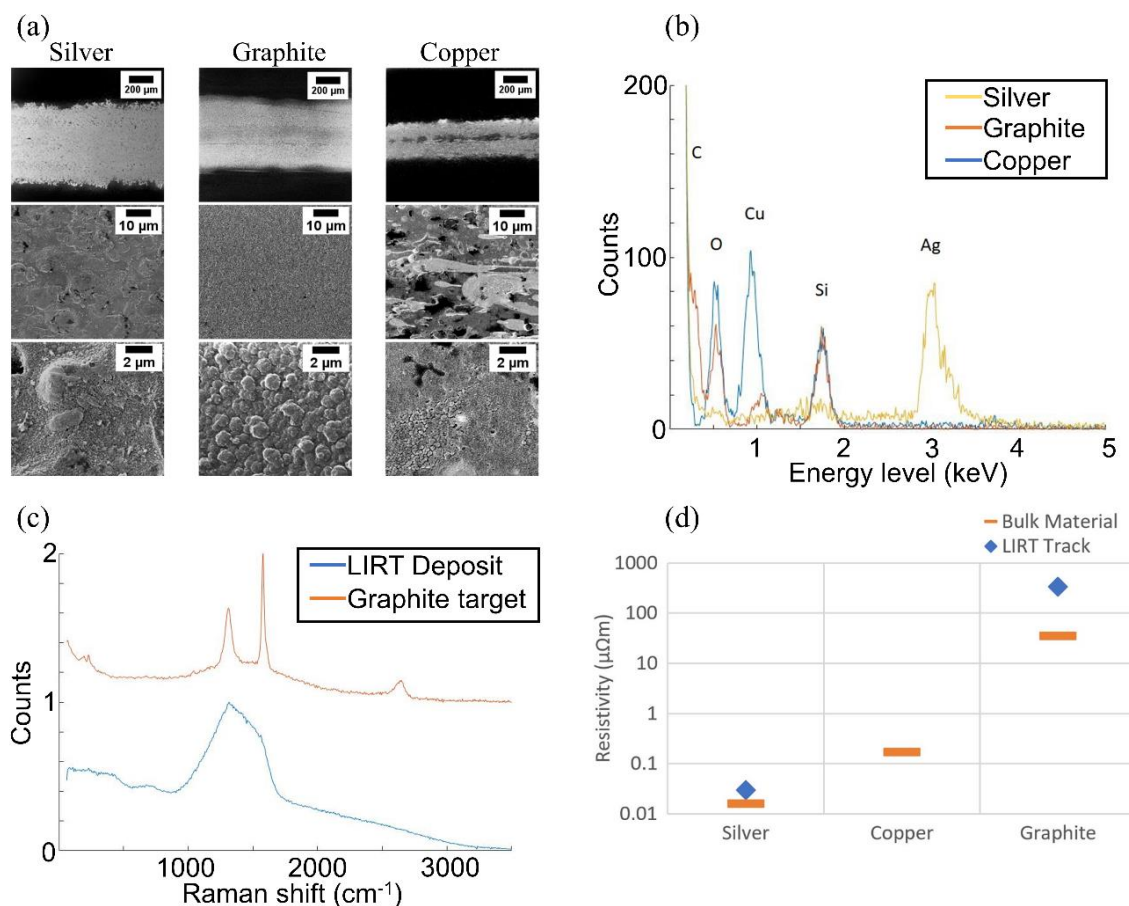 (a)
Silver Graphite Copper
200 µm 200 µm 200 µm
10 µm 10 µm 10 µm
2 µm 2 µm 2 µm
(b)
Silver
Graphite
Copper
200
100
0
Counts
C
O
Cu
Si
Ag
1 2 3 4 5
Energy level (keV)
(c)
LIRT Deposit
Graphite target
2
1
0
Counts
1000 2000 3000
Raman shift (cm⁻¹)
(d)
Bulk Material
LIRT Track
1000
100
10
1
0.1
0.01
Resistivity (µΩm)
Silver Copper Graphite